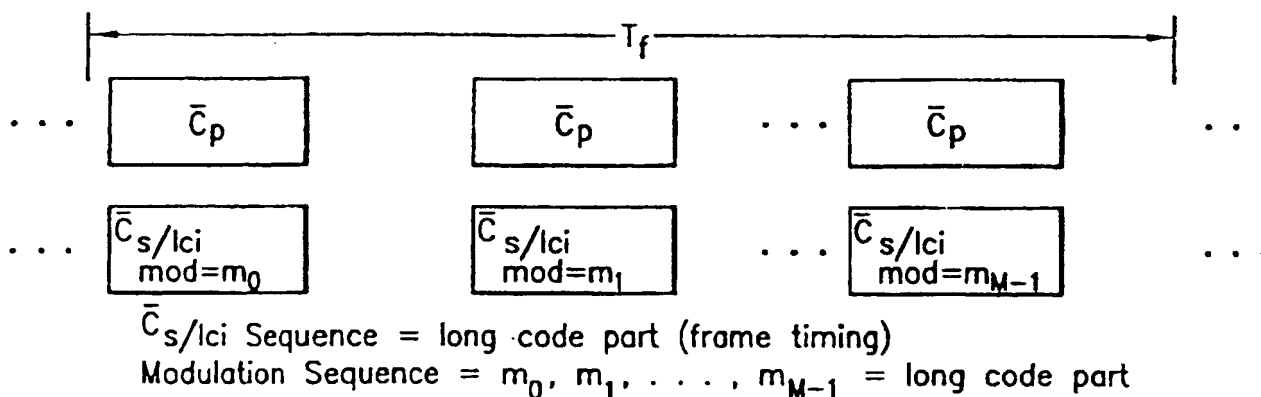 T_f
. . . C̄_p C̄_p . . . C̄_p . .
. . . C̄_s/lci C̄_s/lci . . . C̄_s/lci . .
mod=m_0 mod=m_1 mod=m_M-1
C̄_s/lci Sequence = long code part (frame timing)
Modulation Sequence = m_0, m_1, . . . . , m_M-1 = long code part